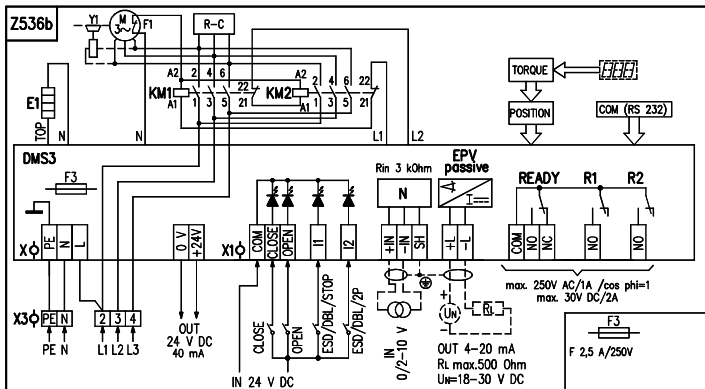 Z536b
Y1
M
3~
F1
R-C
A2
2 4 6
22
A2
2 4 6
22
KM1
KM2
A1
1 3 5
21
A1
1 3 5
21
E1
TOP
N
N
L1
L2
TORQUE
POSITION
COM (RS 232)
DMS3
F3
Rin 3 kOhm
N
EPV
passive
READY R1 R2
X
PE N L
0 V
+24V
X1
COM
CLOSE
OPEN
I1
I2
+IN
-IN
SH
+L
-L
COM
NO
NC
NO
NO
max. 250V AC/1A /cos phi=1
max. 30V DC/2A
X3
PE N
2 3 4
PE N
L1 L2 L3
OUT
24 V DC
40 mA
CLOSE
OPEN
ESD/DBL/STOP
ESD/DBL/2P
IN 24 V DC
IN
0/2-10 V
+
UN
-
RL
OUT 4-20 mA
RL max.500 Ohm
UN=18-30 V DC
F3
F 2,5 A/250V